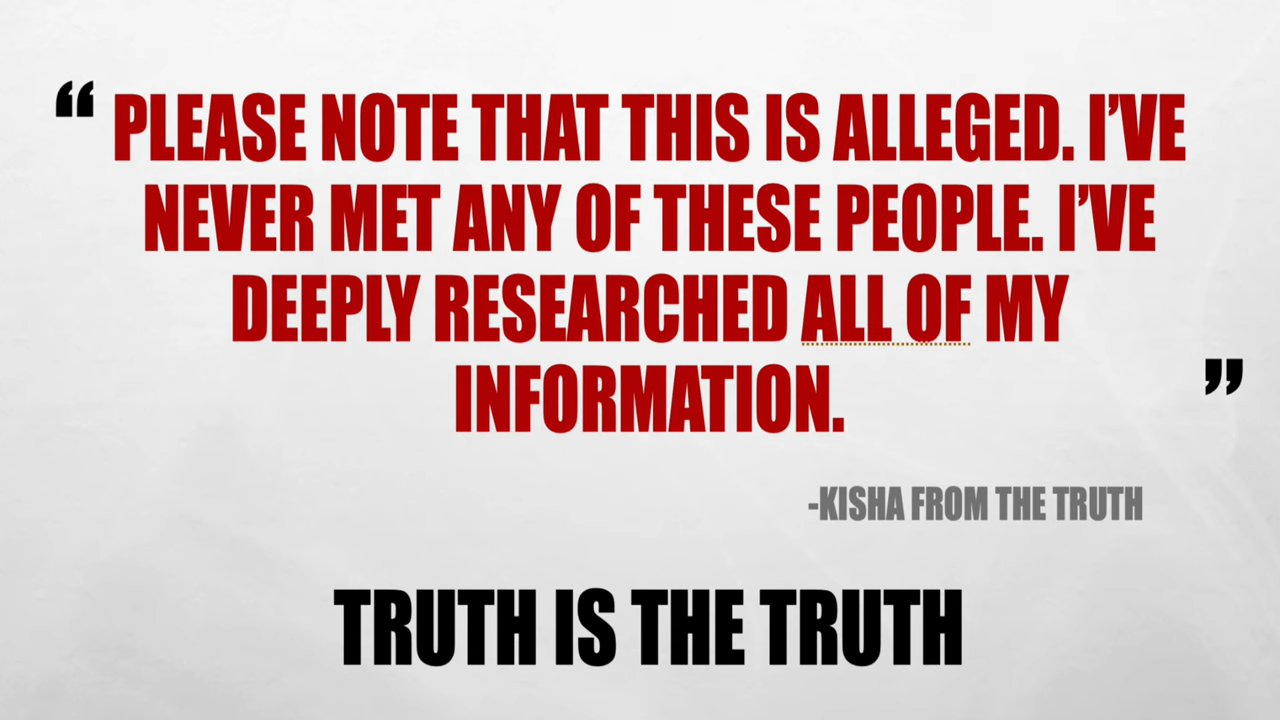 “ PLEASE NOTE THAT THIS IS ALLEGED. I’VE
NEVER MET ANY OF THESE PEOPLE. I’VE
DEEPLY RESEARCHED ALL OF MY
INFORMATION. ”
-KISHA FROM THE TRUTH
TRUTH IS THE TRUTH